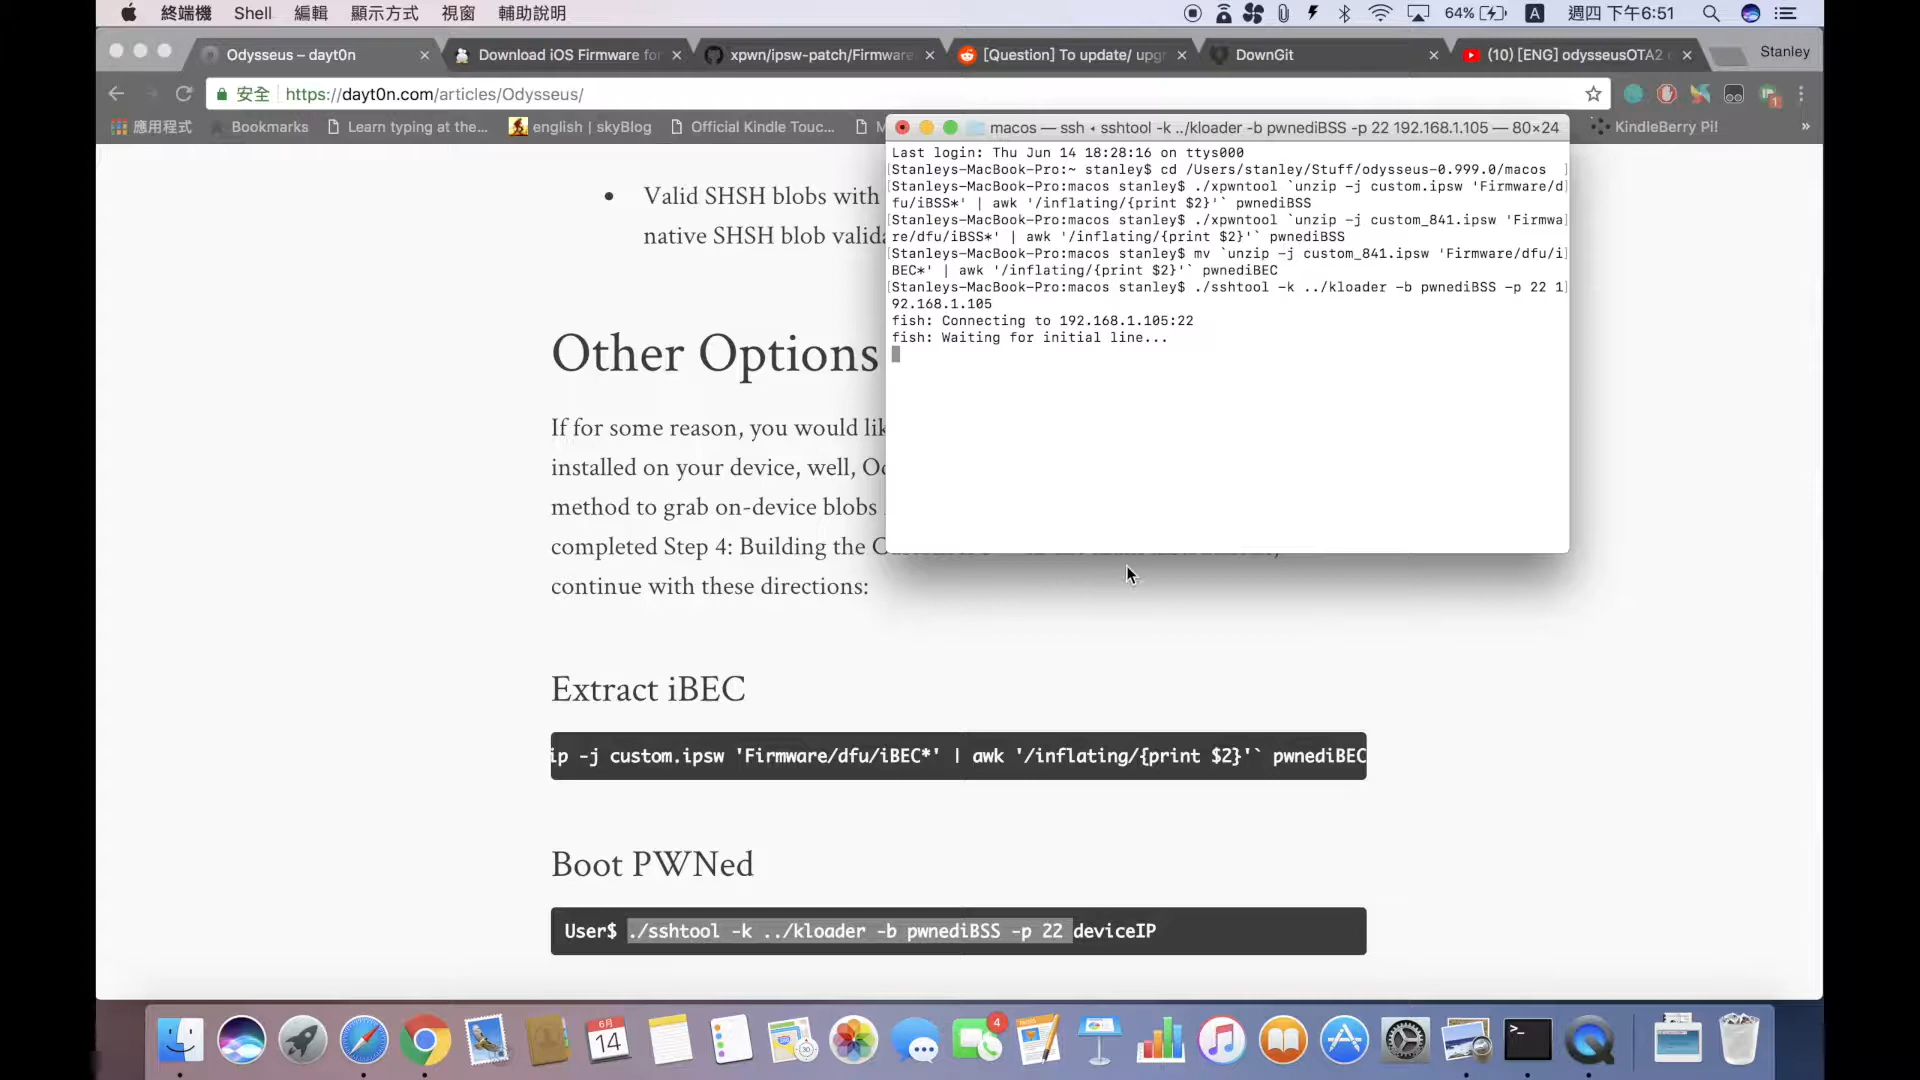 終端機 Shell 編輯 顯示方式 視窗 輔助說明 64% A 週四 下午6:51
Odysseus – dayt0n Download iOS Firmware for xpwn/ipsw-patch/Firmware [Question] To update/ upg DownGit (10) [ENG] odysseusOTA2 Stanley
安全 https://dayt0n.com/articles/Odysseus/
應用程式 Bookmarks Learn typing at the... english | skyBlog Official Kindle Touc... KindleBerry Pi! »
macos — ssh • sshtool -k ../kloader -b pwnediBSS -p 22 192.168.1.105 — 80×24
Last login: Thu Jun 14 18:28:16 on ttys000
[Stanleys-MacBook-Pro:~ stanley$ cd /Users/stanley/Stuff/odysseus-0.999.0/macos ]
[Stanleys-MacBook-Pro:macos stanley$ ./xpwntool `unzip -j custom.ipsw 'Firmware/d]
fu/iBSS*' | awk '/inflating/{print $2}'` pwnediBSS
[Stanleys-MacBook-Pro:macos stanley$ ./xpwntool `unzip -j custom_841.ipsw 'Firmwa]
re/dfu/iBSS*' | awk '/inflating/{print $2}'` pwnediBSS
[Stanleys-MacBook-Pro:macos stanley$ mv `unzip -j custom_841.ipsw 'Firmware/dfu/i]
BEC*' | awk '/inflating/{print $2}'` pwnediBEC
[Stanleys-MacBook-Pro:macos stanley$ ./sshtool -k ../kloader -b pwnediBSS -p 22 1]
92.168.1.105
fish: Connecting to 192.168.1.105:22
fish: Waiting for initial line...
• Valid SHSH blobs with
native SHSH blob valida
Other Options
If for some reason, you would lik
installed on your device, well, Od
method to grab on-device blobs
completed Step 4: Building the
continue with these directions:
Extract iBEC
ip -j custom.ipsw 'Firmware/dfu/iBEC*' | awk '/inflating/{print $2}'` pwnediBEC
Boot PWNed
User$ ./sshtool -k ../kloader -b pwnediBSS -p 22 deviceIP
6月
14
30
4
>_